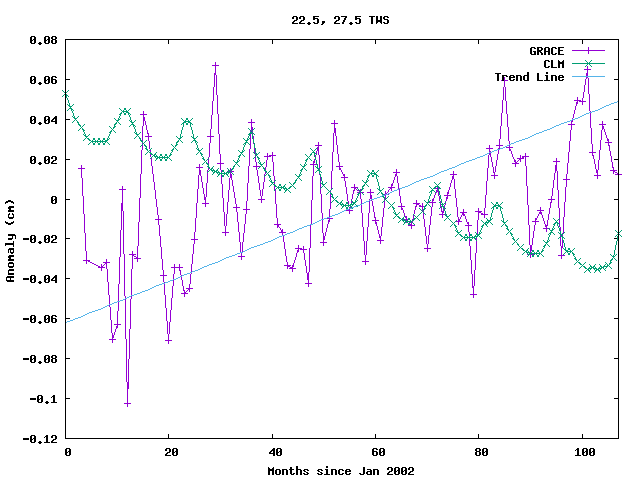 22.5, 27.5 TWS
GRACE
CLM
Trend Line
0.08
0.06
0.04
0.02
0
-0.02
-0.04
-0.06
-0.08
-0.1
-0.12
Anomaly (cm)
0 20 40 60 80 100
Months since Jan 2002